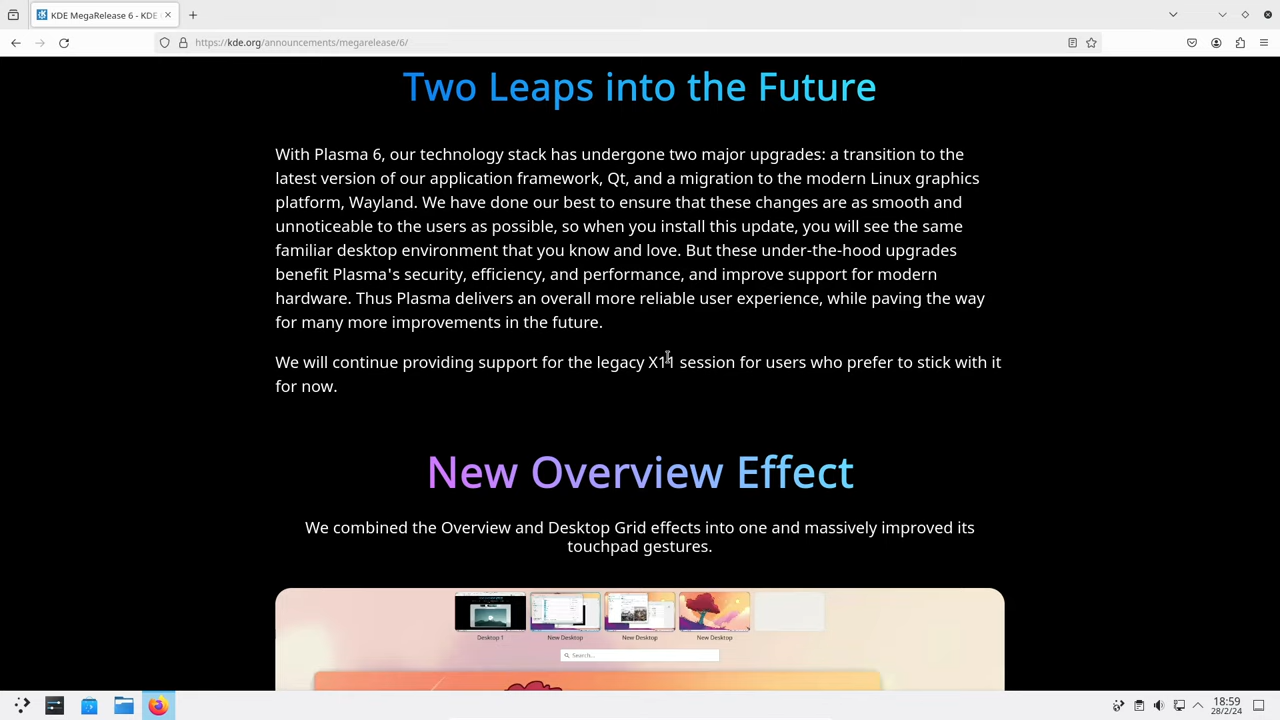 KDE MegaRelease 6 - KDE
https://kde.org/announcements/megarelease/6/
Two Leaps into the Future
With Plasma 6, our technology stack has undergone two major upgrades: a transition to the
latest version of our application framework, Qt, and a migration to the modern Linux graphics
platform, Wayland. We have done our best to ensure that these changes are as smooth and
unnoticeable to the users as possible, so when you install this update, you will see the same
familiar desktop environment that you know and love. But these under-the-hood upgrades
benefit Plasma's security, efficiency, and performance, and improve support for modern
hardware. Thus Plasma delivers an overall more reliable user experience, while paving the way
for many more improvements in the future.
We will continue providing support for the legacy X11 session for users who prefer to stick with it
for now.
New Overview Effect
We combined the Overview and Desktop Grid effects into one and massively improved its
touchpad gestures.
Desktop 1 New Desktop New Desktop New Desktop
Search...
18:59
28/2/24